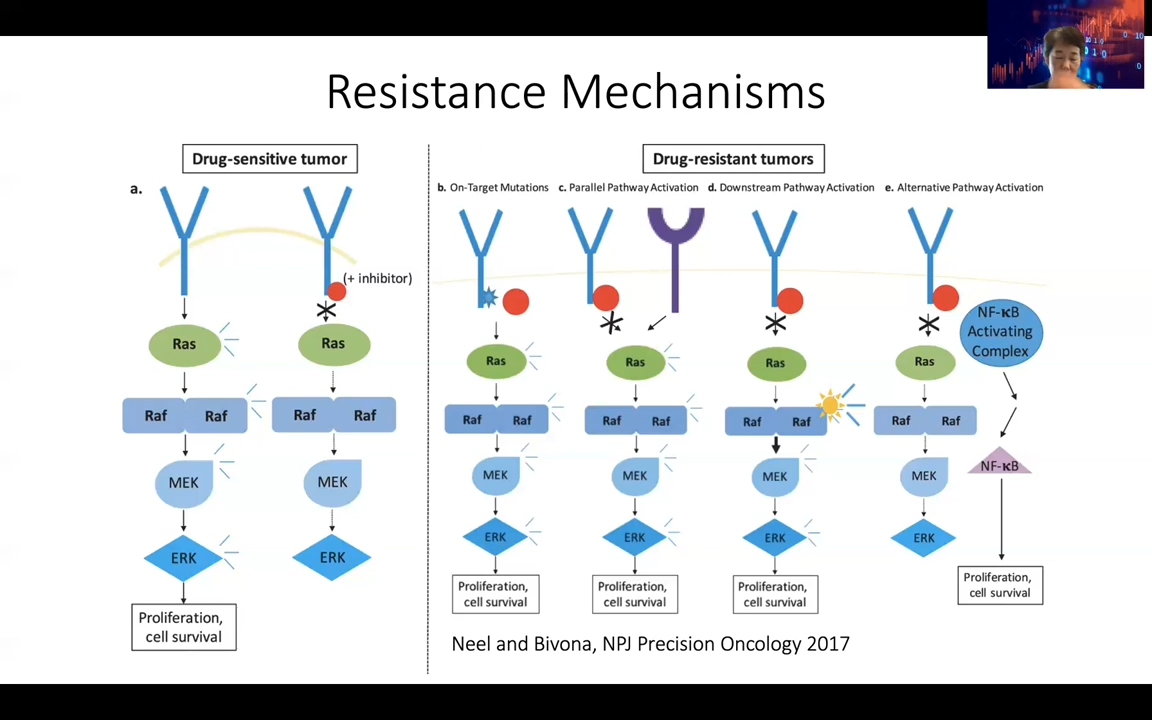 Resistance Mechanisms
Drug-sensitive tumor
a.
(+ inhibitor)
Ras
Ras
Raf Raf
Raf Raf
MEK
MEK
ERK
ERK
Proliferation,
cell survival
Drug-resistant tumors
b. On-Target Mutations
c. Parallel Pathway Activation
d. Downstream Pathway Activation
e. Alternative Pathway Activation
Ras
Raf Raf
MEK
ERK
Proliferation,
cell survival
Ras
Raf Raf
MEK
ERK
Proliferation,
cell survival
Ras
Raf Raf
MEK
ERK
Proliferation,
cell survival
Ras
Raf Raf
MEK
ERK
NF-κB
Activating
Complex
NF-κB
Proliferation,
cell survival
Neel and Bivona, NPJ Precision Oncology 2017